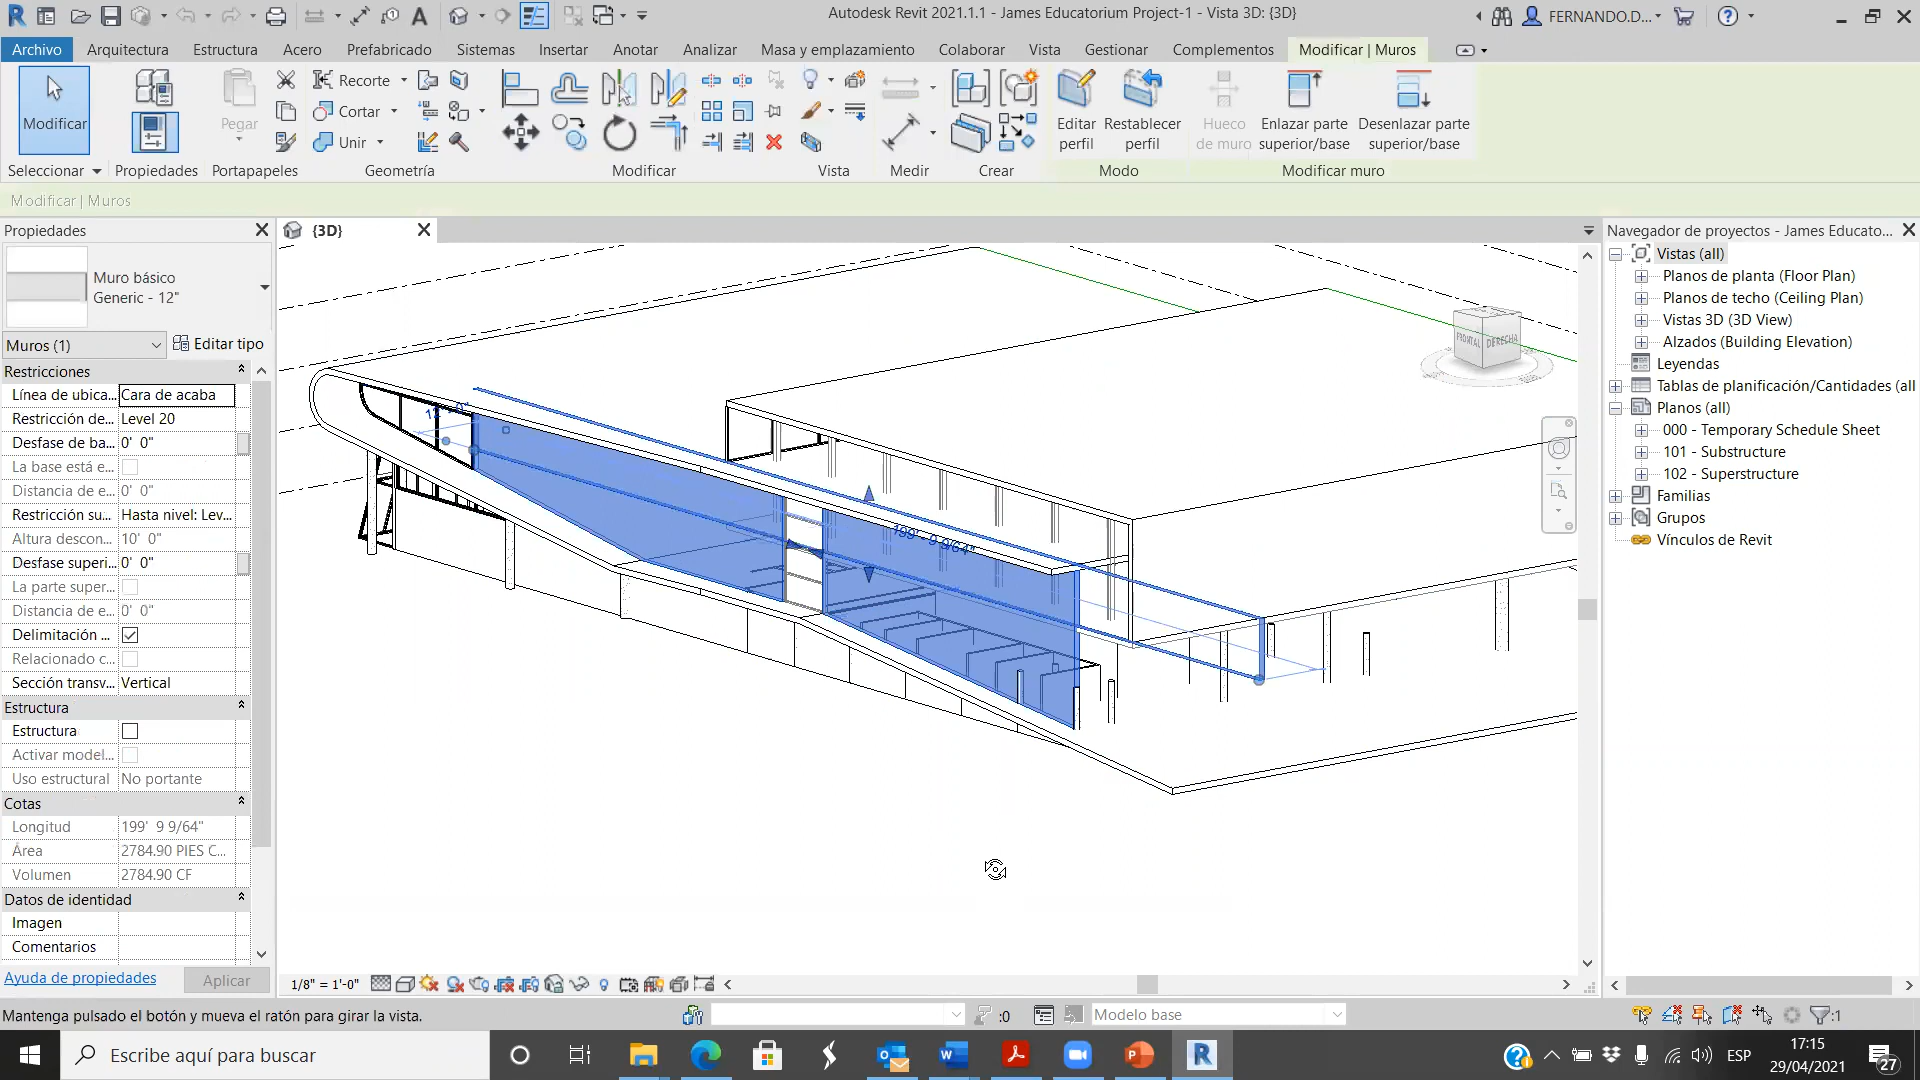 Autodesk Revit 2021.1.1 - James Educatorium Project-1 - Vista 3D: {3D}
FERNANDO.D...
Archivo Arquitectura Estructura Acero Prefabricado Sistemas Insertar Anotar Analizar Masa y emplazamiento Colaborar Vista Gestionar Complementos Modificar | Muros
Modificar
Pegar
Recorte
Cortar
Unir
Editar perfil
Restablecer perfil
Hueco de muro
Enlazar parte superior/base
Desenlazar parte superior/base
Seleccionar Propiedades Portapapeles Geometría Modificar Vista Medir Crear Modo Modificar muro
Modificar | Muros
Propiedades
Muro básico
Generic - 12"
Muros (1)
Editar tipo
Restricciones
Línea de ubica... Cara de acaba
Restricción de... Level 20
Desfase de ba... 0' 0"
La base está e...
Distancia de e... 0' 0"
Restricción su... Hasta nivel: Lev...
Altura descon... 10' 0"
Desfase superi... 0' 0"
La parte super...
Distancia de e... 0' 0"
Delimitación ...
Relacionado c...
Sección transv... Vertical
Estructura
Estructura
Activar model...
Uso estructural No portante
Cotas
Longitud 199' 9 9/64"
Área 2784.90 PIES C...
Volumen 2784.90 CF
Datos de identidad
Imagen
Comentarios
Ayuda de propiedades
Aplicar
{3D}
199' - 9 9/64"
FRONTAL
DERECHA
1/8" = 1'-0"
Navegador de proyectos - James Educato...
Vistas (all)
Planos de planta (Floor Plan)
Planos de techo (Ceiling Plan)
Vistas 3D (3D View)
Alzados (Building Elevation)
Leyendas
Tablas de planificación/Cantidades (all
Planos (all)
000 - Temporary Schedule Sheet
101 - Substructure
102 - Superstructure
Familias
Grupos
Vínculos de Revit
Mantenga pulsado el botón y mueva el ratón para girar la vista.
:0
Modelo base
:1
Escribe aquí para buscar
ESP
17:15
29/04/2021
27